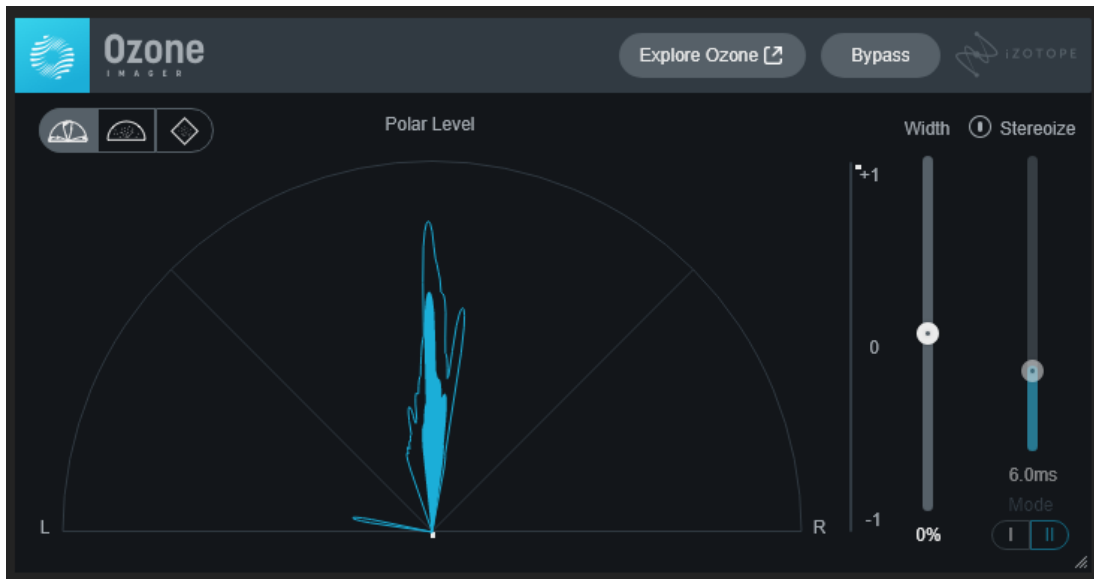 Ozone
IMAGER
Explore Ozone
Bypass
iZOTOPE
Polar Level
Width
Stereoize
+1
0
-1
L
R
0%
6.0ms
Mode
I
II